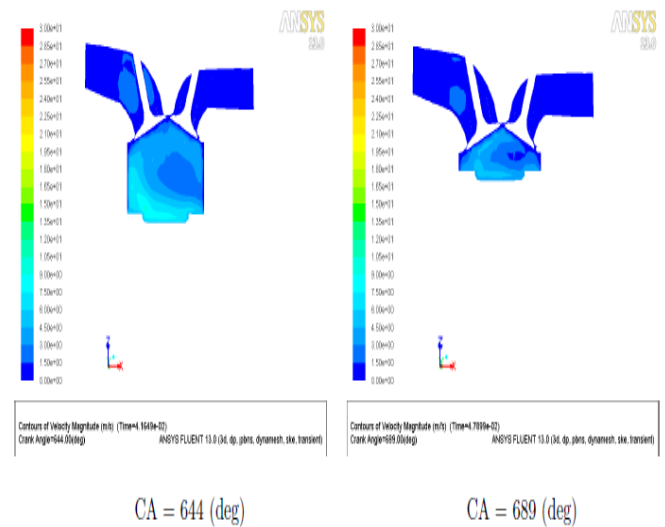 ANSYS
13.0
3.00e+01
2.85e+01
2.70e+01
2.55e+01
2.40e+01
2.25e+01
2.10e+01
1.95e+01
1.80e+01
1.65e+01
1.50e+01
1.35e+01
1.20e+01
1.05e+01
9.00e+00
7.50e+00
6.00e+00
4.50e+00
3.00e+00
1.50e+00
0.00e+00
Z
Y
X
Contours of Velocity Magnitude (m/s) (Time=4.1649e-02)
Crank Angle=644.00(deg) ANSYS FLUENT 13.0 (3d, dp, pbns, dynamesh, ske, transient)
CA = 644 (deg)
ANSYS
13.0
3.00e+01
2.85e+01
2.70e+01
2.55e+01
2.40e+01
2.25e+01
2.10e+01
1.95e+01
1.80e+01
1.65e+01
1.50e+01
1.35e+01
1.20e+01
1.05e+01
9.00e+00
7.50e+00
6.00e+00
4.50e+00
3.00e+00
1.50e+00
0.00e+00
Z
Y
X
Contours of Velocity Magnitude (m/s) (Time=4.7899e-02)
Crank Angle=689.00(deg) ANSYS FLUENT 13.0 (3d, dp, pbns, dynamesh, ske, transient)
CA = 689 (deg)